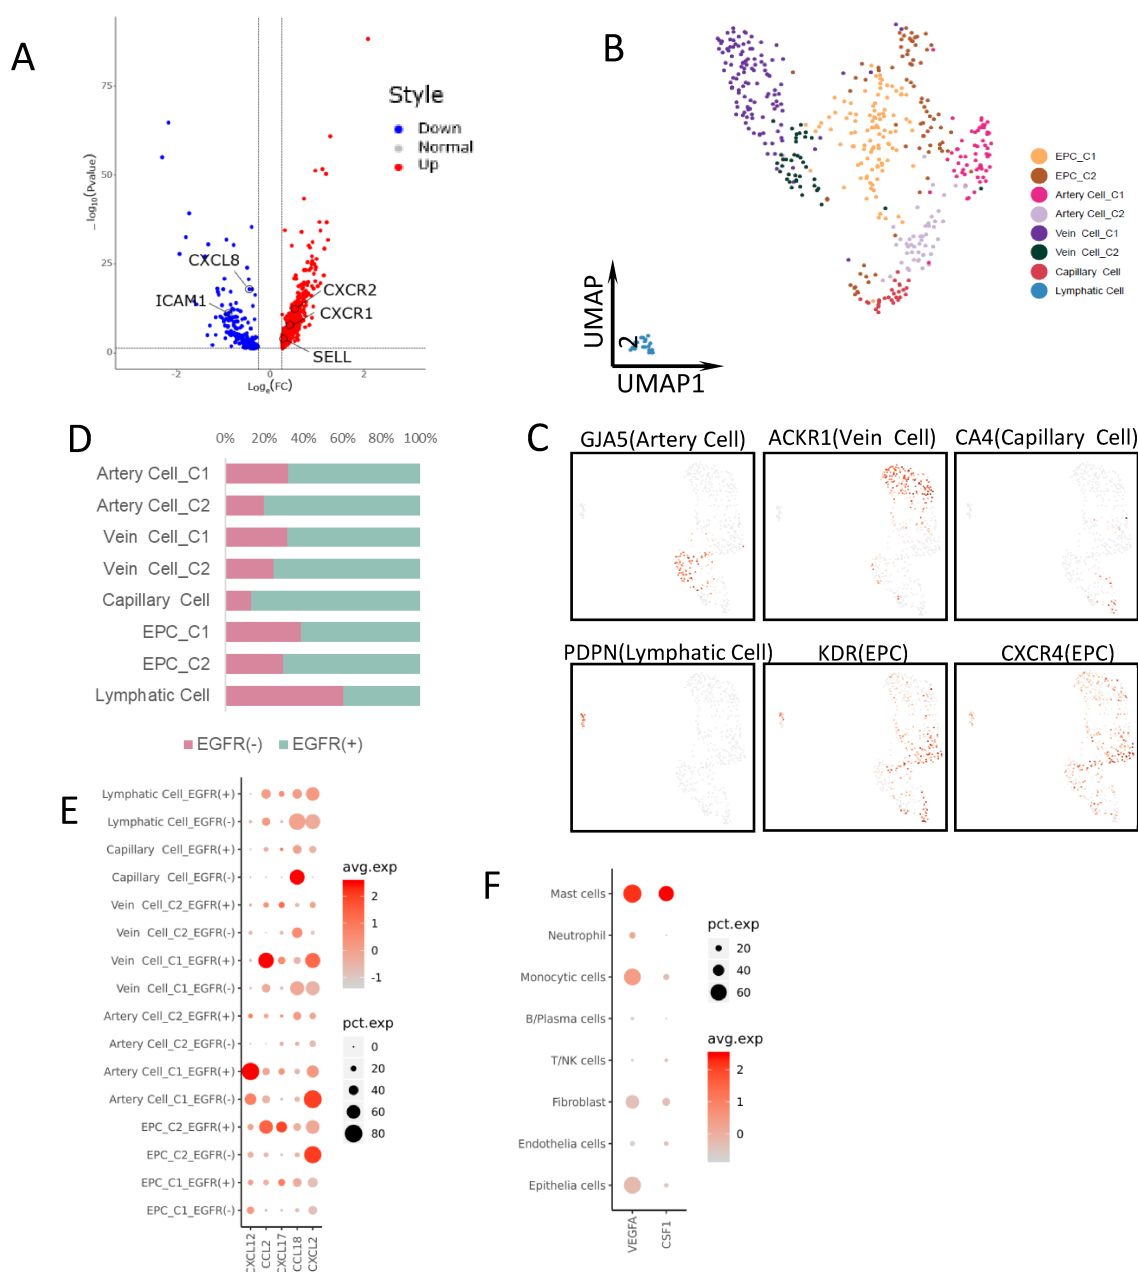 A
75
50
25
0
-2
0
2
_log10(Pvalue)
Loge(FC)
CXCL8
ICAM1
CXCR2
CXCR1
SELL
Style
Down
Normal
Up
B
UMAP
2
UMAP1
EPC_C1
EPC_C2
Artery Cell_C1
Artery Cell_C2
Vein Cell_C1
Vein Cell_C2
Capillary Cell
Lymphatic Cell
D
0% 20% 40% 60% 80% 100%
Artery Cell_C1
Artery Cell_C2
Vein Cell_C1
Vein Cell_C2
Capillary Cell
EPC_C1
EPC_C2
Lymphatic Cell
EGFR(-) EGFR(+)
C
GJA5(Artery Cell) ACKR1(Vein Cell) CA4(Capillary Cell)
PDPN(Lymphatic Cell) KDR(EPC) CXCR4(EPC)
E
Lymphatic Cell_EGFR(+)
Lymphatic Cell_EGFR(-)
Capillary Cell_EGFR(+)
Capillary Cell_EGFR(-)
Vein Cell_C2_EGFR(+)
Vein Cell_C2_EGFR(-)
Vein Cell_C1_EGFR(+)
Vein Cell_C1_EGFR(-)
Artery Cell_C2_EGFR(+)
Artery Cell_C2_EGFR(-)
Artery Cell_C1_EGFR(+)
Artery Cell_C1_EGFR(-)
EPC_C2_EGFR(+)
EPC_C2_EGFR(-)
EPC_C1_EGFR(+)
EPC_C1_EGFR(-)
CXCL12
CCL2
CXCL17
CCL18
CXCL2
avg.exp
2
1
0
-1
pct.exp
0
20
40
60
80
F
Mast cells
Neutrophil
Monocytic cells
B/Plasma cells
T/NK cells
Fibroblast
Endothelia cells
Epithelia cells
VEGFA
CSF1
pct.exp
20
40
60
avg.exp
2
1
0